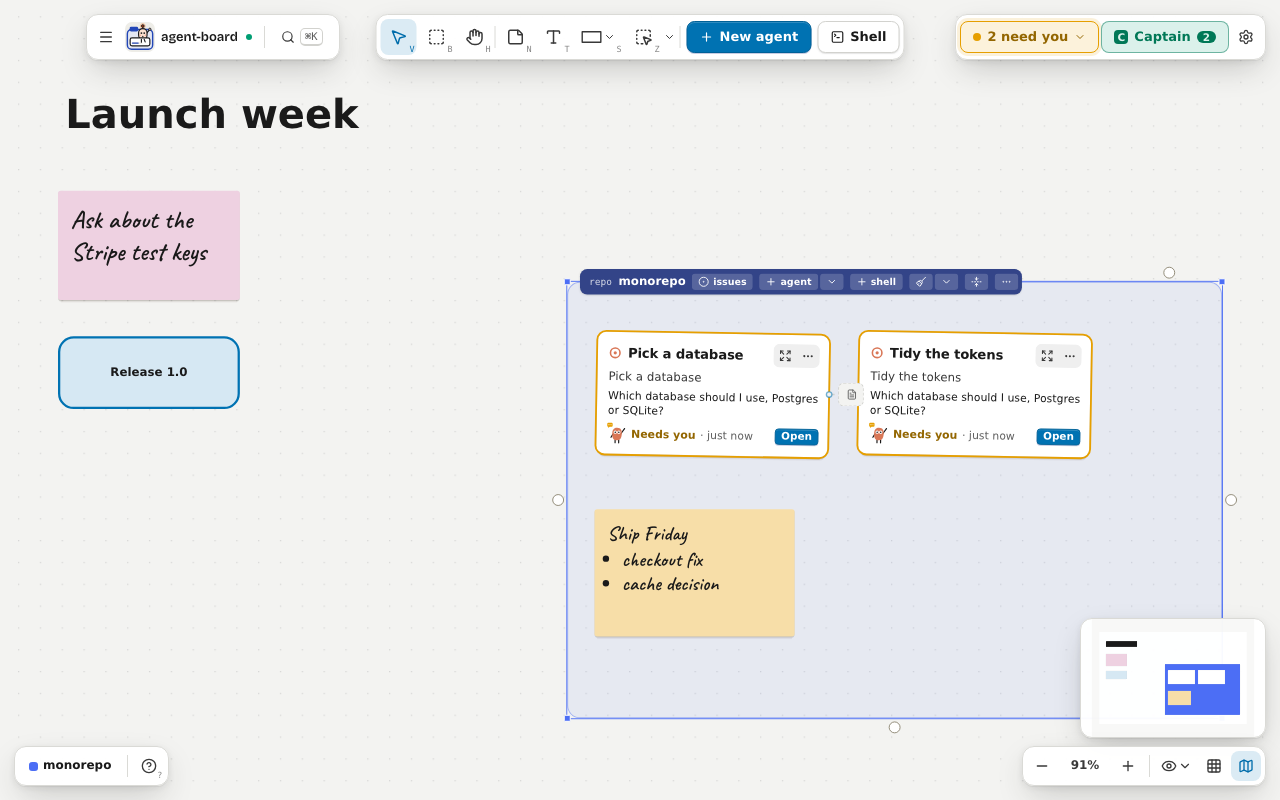 agent-board
⌘K
V
B
H
N
T
S
Z
+ New agent
Shell
2 need you
C Captain 2
Launch week
Ask about the
Stripe test keys
Release 1.0
repo monorepo
issues
+ agent
+ shell
Pick a database
Pick a database
Which database should I use, Postgres
or SQLite?
Needs you · just now
Open
Tidy the tokens
Tidy the tokens
Which database should I use, Postgres
or SQLite?
Needs you · just now
Open
Ship Friday
• checkout fix
• cache decision
monorepo
?
91%